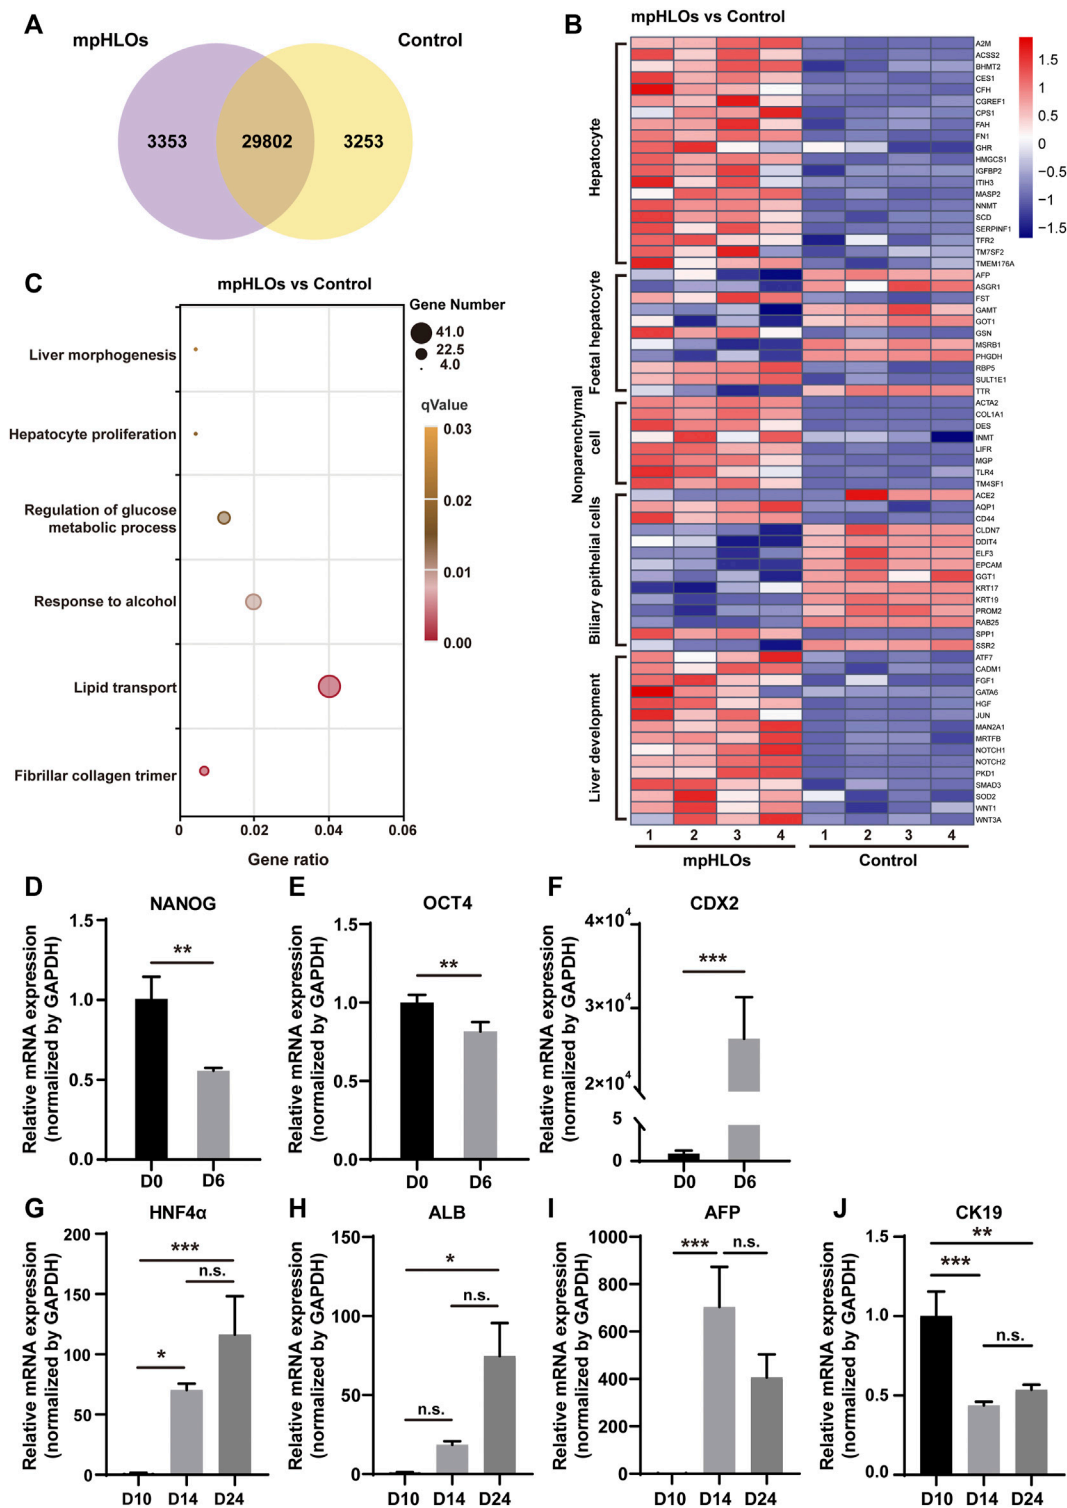 A
mpHLOs
Control
3353
29802
3253
B
mpHLOs vs Control
Hepatocyte
Foetal hepatocyte
Nonparenchymal
cell
Biliary epithelial cells
Liver development
A2M
ACSS2
BHMT2
CES1
CFH
CGREF1
CPS1
FAH
FN1
GHR
HMGCS1
IGFBP2
ITIH3
MASP2
NNMT
SCD
SERPINF1
TFR2
TM7SF2
TMEM176A
AFP
ASGR1
FST
GAMT
GOT1
GSN
MSRB1
PHGDH
RBP5
SULT1E1
TTR
ACTA2
COL1A1
DES
INMT
LIFR
MGP
TLR4
TM4SF1
ACE2
AQP1
CD44
CLDN7
DDIT4
ELF3
EPCAM
GGT1
KRT17
KRT19
PROM2
RAB25
SPP1
SSR2
ATF7
CADM1
FGF1
GATA6
HGF
JUN
MAN2A1
MRTFB
NOTCH1
NOTCH2
PKD1
SMAD3
SOD2
WNT1
WNT3A
1 2 3 4 1 2 3 4
mpHLOs Control
1.5
1
0.5
0
−0.5
−1
−1.5
C
mpHLOs vs Control
Liver morphogenesis
Hepatocyte proliferation
Regulation of glucose
metabolic process
Response to alcohol
Lipid transport
Fibrillar collagen trimer
0 0.02 0.04 0.06
Gene ratio
Gene Number
41.0
22.5
4.0
qValue
0.03
0.02
0.01
0.00
D
NANOG
Relative mRNA expression
(normalized by GAPDH)
1.5
1.0
0.5
0.0
**
D0 D6
E
OCT4
Relative mRNA expression
(normalized by GAPDH)
1.5
1.0
0.5
0.0
**
D0 D6
F
CDX2
Relative mRNA expression
(normalized by GAPDH)
4×10⁴
3×10⁴
2×10⁴
5
0
***
D0 D6
G
HNF4α
Relative mRNA expression
(normalized by GAPDH)
200
150
100
50
0
***
n.s.
*
D10 D14 D24
H
ALB
Relative mRNA expression
(normalized by GAPDH)
150
100
50
0
*
n.s.
n.s.
D10 D14 D24
I
AFP
Relative mRNA expression
(normalized by GAPDH)
1000
800
600
400
200
0
*** n.s.
D10 D14 D24
J
CK19
Relative mRNA expression
(normalized by GAPDH)
1.5
1.0
0.5
0.0
**
***
n.s.
D10 D14 D24